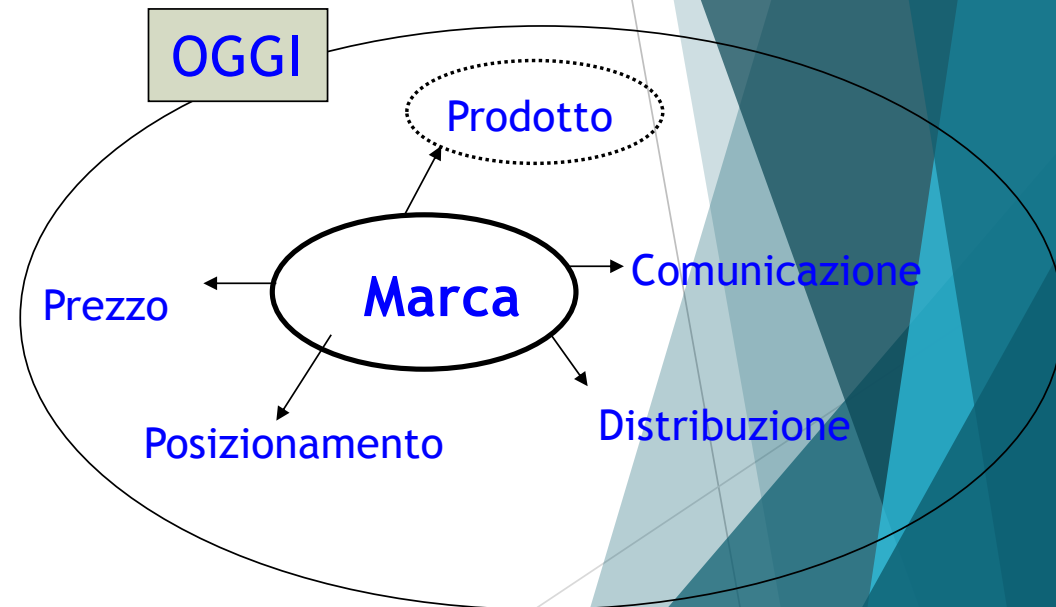 OGGI
Prodotto
Comunicazione
Marca
Prezzo
Distribuzione
Posizionamento